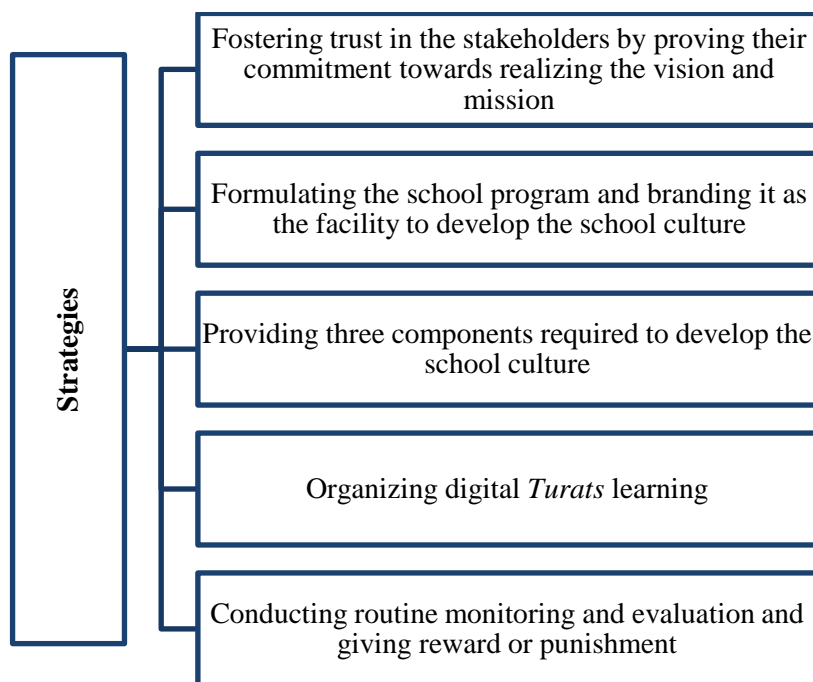 Strategies
Fostering trust in the stakeholders by proving their
commitment towards realizing the vision and
mission
Formulating the school program and branding it as
the facility to develop the school culture
Providing three components required to develop the
school culture
Organizing digital Turats learning
Conducting routine monitoring and evaluation and
giving reward or punishment